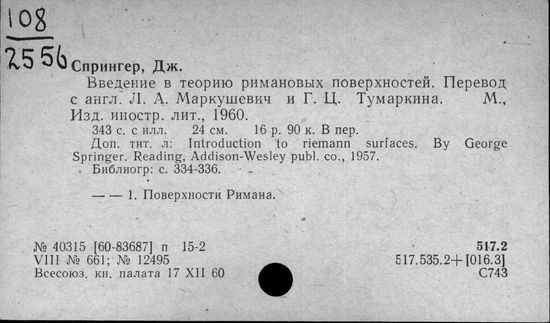 108
2556
Спрингер, Дж.
Введение в теорию римановых поверхностей. Перевод
с англ. Л. А. Маркушевич и Г. Ц. Тумаркина. М.,
Изд. иностр. лит., 1960.
343 с. с илл. 24 см. 16 р. 90 к. В пер.
Доп. тит. л: Introduction to riemann surfaces. By George
Springer. Reading, Addison-Wesley publ. co., 1957.
Библиогр: с. 334-336.
— — 1. Поверхности Римана.
№ 40315 [60-83687] п 15-2 517.2
VIII № 661; № 12495 517.535.2+[016.3]
Всесоюз. кн. палата 17 XII 60 С743